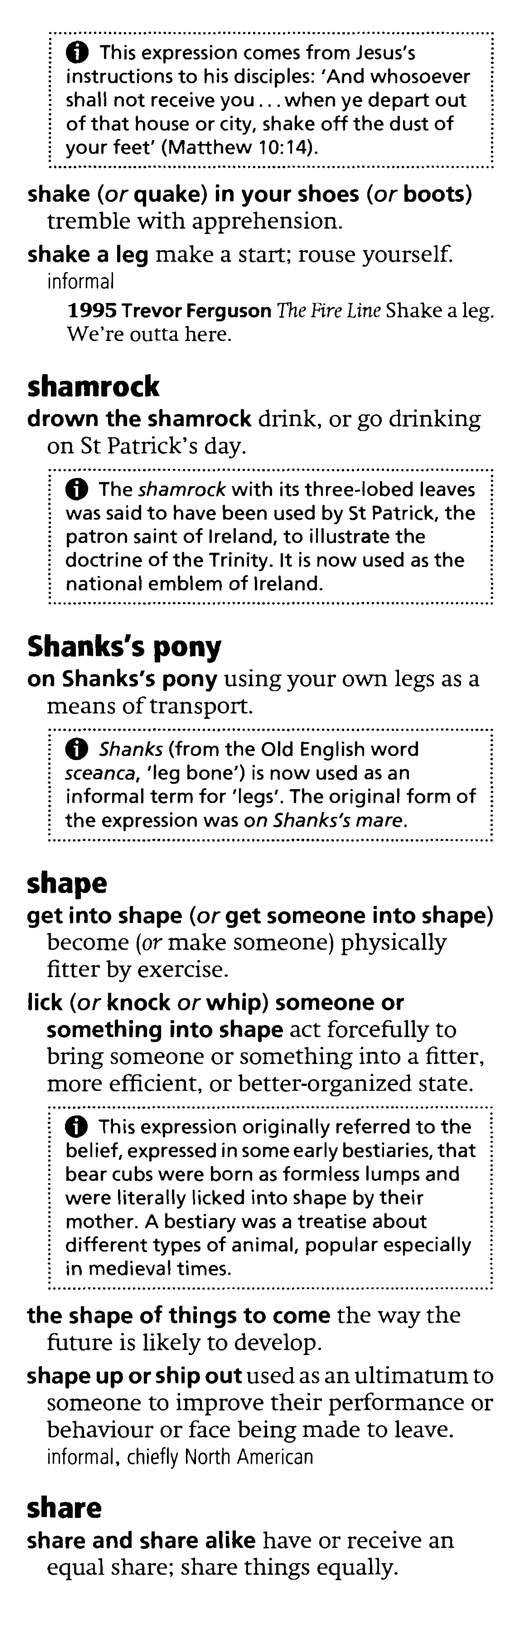 This expression comes from Jesus's
instructions to his disciples: 'And whosoever
shall not receive you . . . when ye depart out
of that house or city, shake off the dust of
your feet' (Matthew 10:14).
shake (or quake) in your shoes (or boots)
tremble with apprehension.
shake a leg make a start; rouse yourself.
informal
1995 Trevor Ferguson The Fire Line Shake a leg.
We're outta here.
shamrock
drown the shamrock drink, or go drinking
on St Patrick's day.
The shamrock with its three-lobed leaves
was said to have been used by St Patrick, the
patron saint of Ireland, to illustrate the
doctrine of the Trinity. It is now used as the
national emblem of Ireland.
Shanks's pony
on Shanks's pony using your own legs as a
means of transport.
Shanks (from the Old English word
sceanca, 'leg bone') is now used as an
informal term for 'legs'. The original form of
the expression was on Shanks's mare.
shape
get into shape (or get someone into shape)
become (or make someone) physically
fitter by exercise.
lick (or knock or whip) someone or
something into shape act forcefully to
bring someone or something into a fitter,
more efficient, or better-organized state.
This expression originally referred to the
belief, expressed in some early bestiaries, that
bear cubs were born as formless lumps and
were literally licked into shape by their
mother. A bestiary was a treatise about
different types of animal, popular especially
in medieval times.
the shape of things to come the way the
future is likely to develop.
shape up or ship out used as an ultimatum to
someone to improve their performance or
behaviour or face being made to leave.
informal, chiefly North American
share
share and share alike have or receive an
equal share; share things equally.